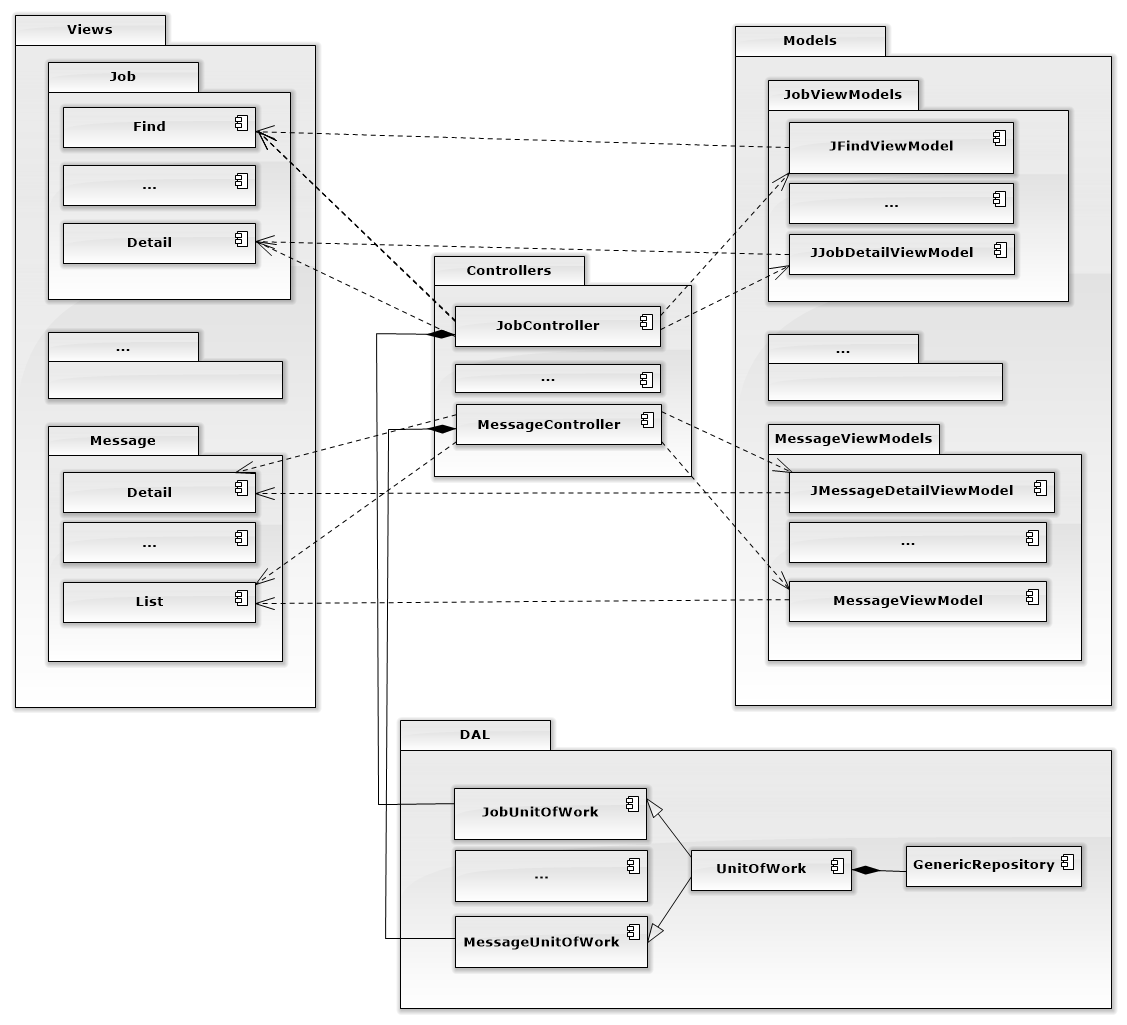 Views
Job
Find
...
Detail
...
Message
Detail
...
List
Controllers
JobController
...
MessageController
Models
JobViewModels
JFindViewModel
...
JJobDetailViewModel
...
MessageViewModels
JMessageDetailViewModel
...
MessageViewModel
DAL
JobUnitOfWork
...
MessageUnitOfWork
UnitOfWork
GenericRepository